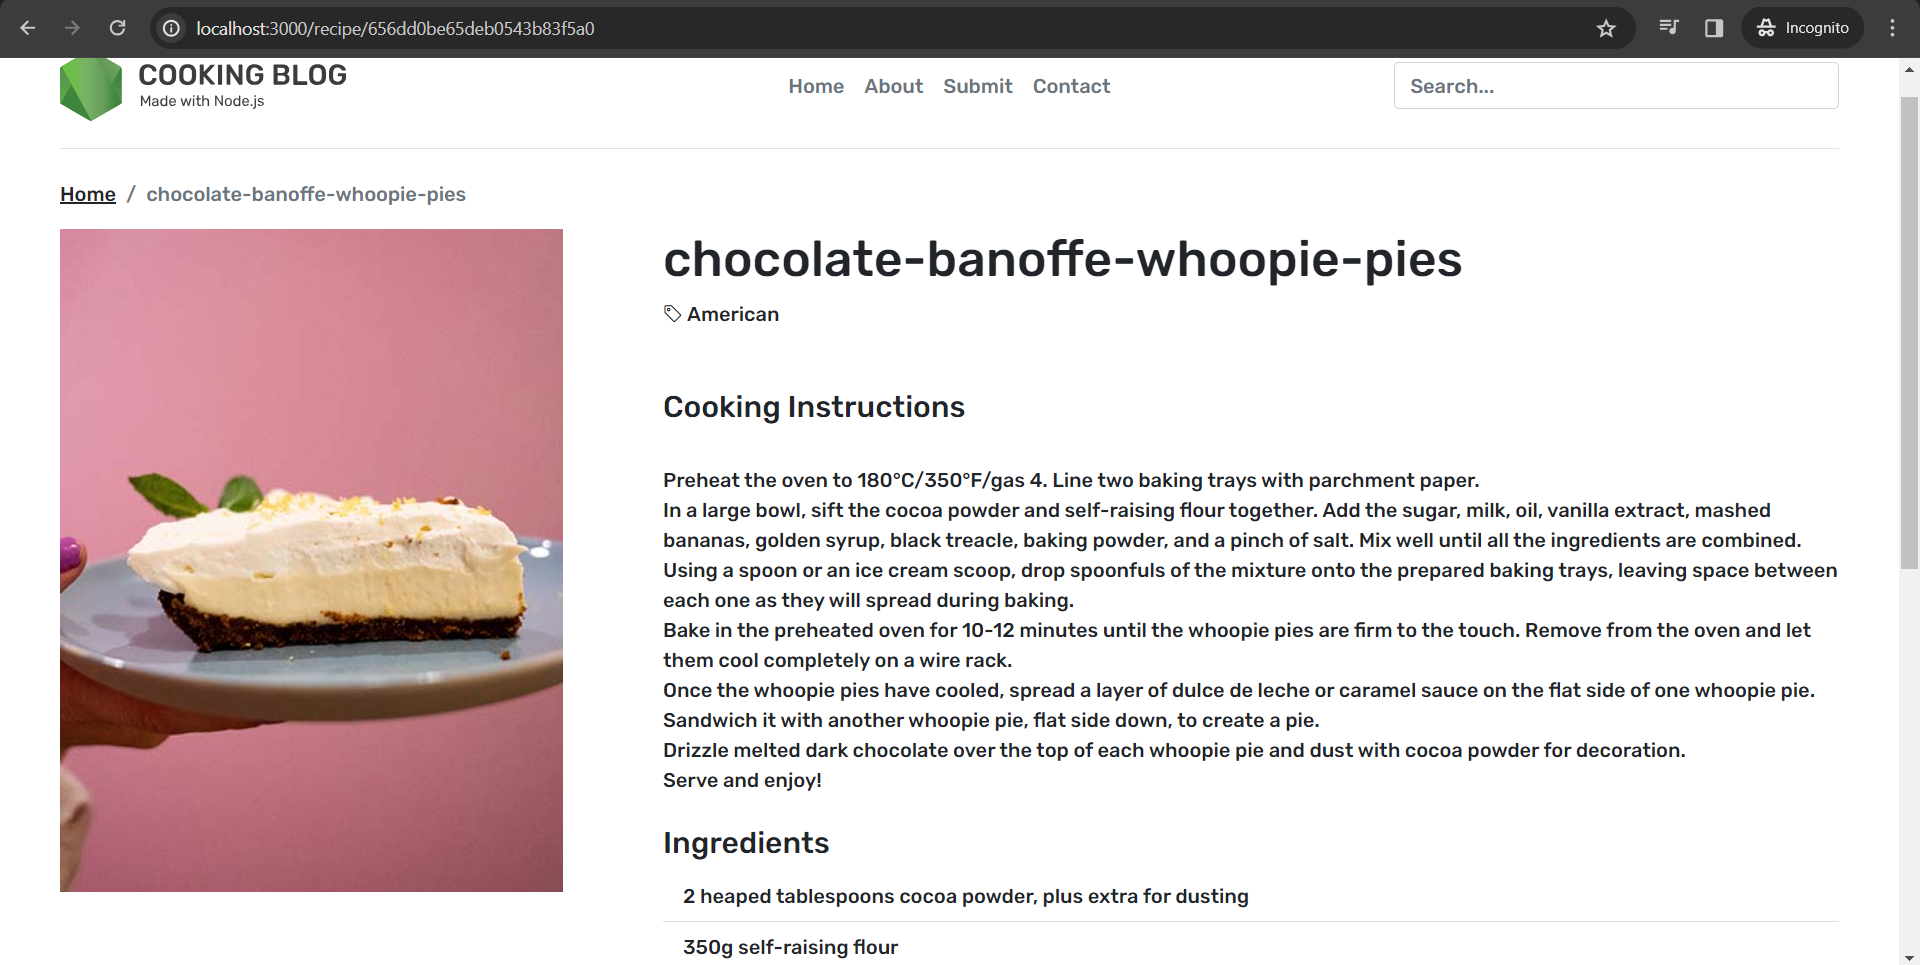 localhost:3000/recipe/656dd0be65deb0543b83f5a0
Incognito
COOKING BLOG
Made with Node.js
Home About Submit Contact
Search...
Home / chocolate-banoffe-whoopie-pies
chocolate-banoffe-whoopie-pies
American
Cooking Instructions
Preheat the oven to 180°C/350°F/gas 4. Line two baking trays with parchment paper.
In a large bowl, sift the cocoa powder and self-raising flour together. Add the sugar, milk, oil, vanilla extract, mashed
bananas, golden syrup, black treacle, baking powder, and a pinch of salt. Mix well until all the ingredients are combined.
Using a spoon or an ice cream scoop, drop spoonfuls of the mixture onto the prepared baking trays, leaving space between
each one as they will spread during baking.
Bake in the preheated oven for 10-12 minutes until the whoopie pies are firm to the touch. Remove from the oven and let
them cool completely on a wire rack.
Once the whoopie pies have cooled, spread a layer of dulce de leche or caramel sauce on the flat side of one whoopie pie.
Sandwich it with another whoopie pie, flat side down, to create a pie.
Drizzle melted dark chocolate over the top of each whoopie pie and dust with cocoa powder for decoration.
Serve and enjoy!
Ingredients
2 heaped tablespoons cocoa powder, plus extra for dusting
350g self-raising flour